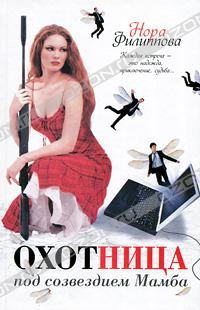 Нора
Филиппова
Каждая встреча –
это надежда,
приключение, судьба...
ОХОТНИЦА
под созвездием Мамба